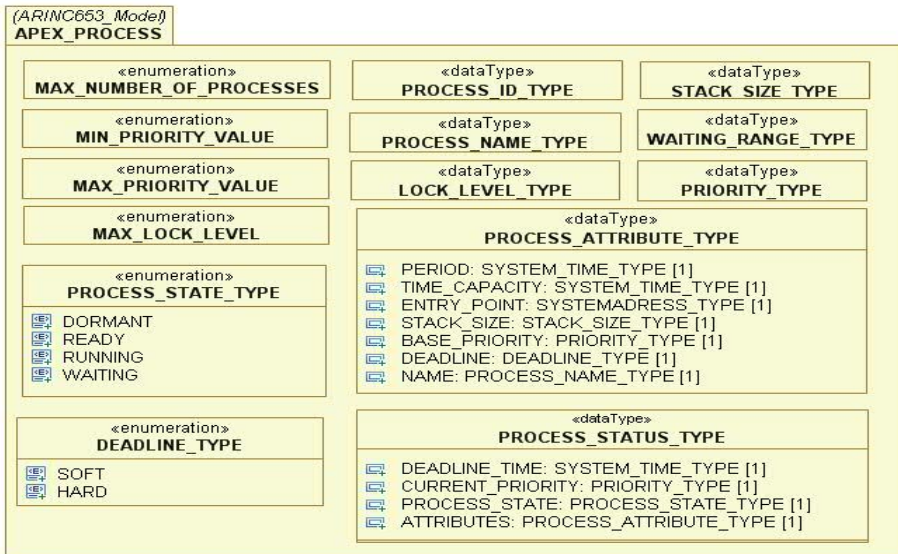 (ARINC653_Model)
APEX_PROCESS
«enumeration»
MAX_NUMBER_OF_PROCESSES
«enumeration»
MIN_PRIORITY_VALUE
«enumeration»
MAX_PRIORITY_VALUE
«enumeration»
MAX_LOCK_LEVEL
«enumeration»
PROCESS_STATE_TYPE
DORMANT
READY
RUNNING
WAITING
«enumeration»
DEADLINE_TYPE
SOFT
HARD
«dataType»
PROCESS_ID_TYPE
«dataType»
PROCESS_NAME_TYPE
«dataType»
LOCK_LEVEL_TYPE
«dataType»
STACK_SIZE_TYPE
«dataType»
WAITING_RANGE_TYPE
«dataType»
PRIORITY_TYPE
«dataType»
PROCESS_ATTRIBUTE_TYPE
PERIOD: SYSTEM_TIME_TYPE [1]
TIME_CAPACITY: SYSTEM_TIME_TYPE [1]
ENTRY_POINT: SYSTEMADRESS_TYPE [1]
STACK_SIZE: STACK_SIZE_TYPE [1]
BASE_PRIORITY: PRIORITY_TYPE [1]
DEADLINE: DEADLINE_TYPE [1]
NAME: PROCESS_NAME_TYPE [1]
«dataType»
PROCESS_STATUS_TYPE
DEADLINE_TIME: SYSTEM_TIME_TYPE [1]
CURRENT_PRIORITY: PRIORITY_TYPE [1]
PROCESS_STATE: PROCESS_STATE_TYPE [1]
ATTRIBUTES: PROCESS_ATTRIBUTE_TYPE [1]